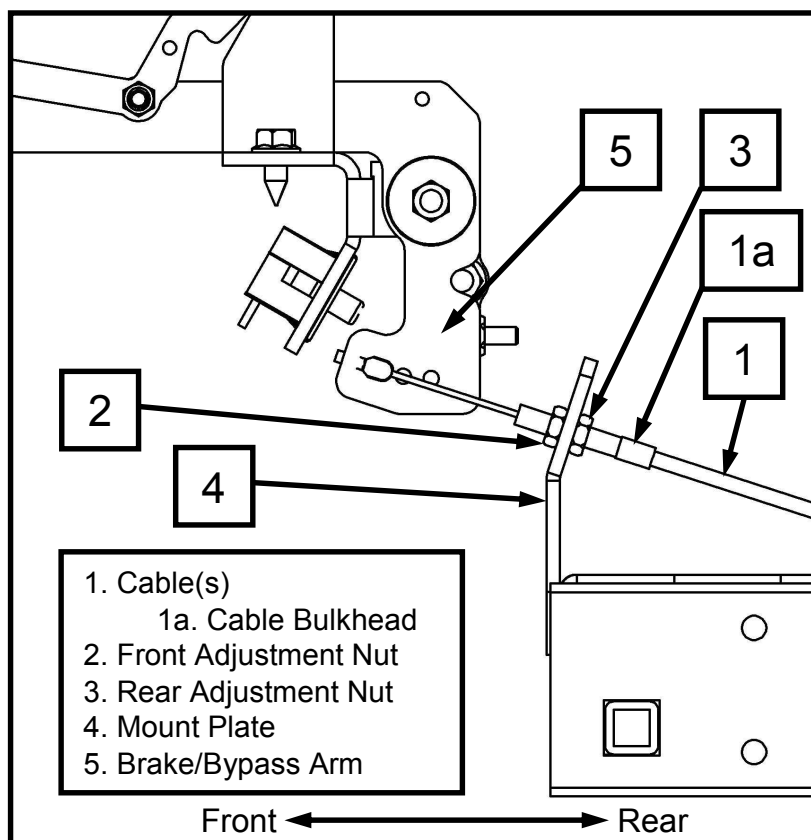 5
3
1a
1
2
4
1. Cable(s)
1a. Cable Bulkhead
2. Front Adjustment Nut
3. Rear Adjustment Nut
4. Mount Plate
5. Brake/Bypass Arm
Front Rear